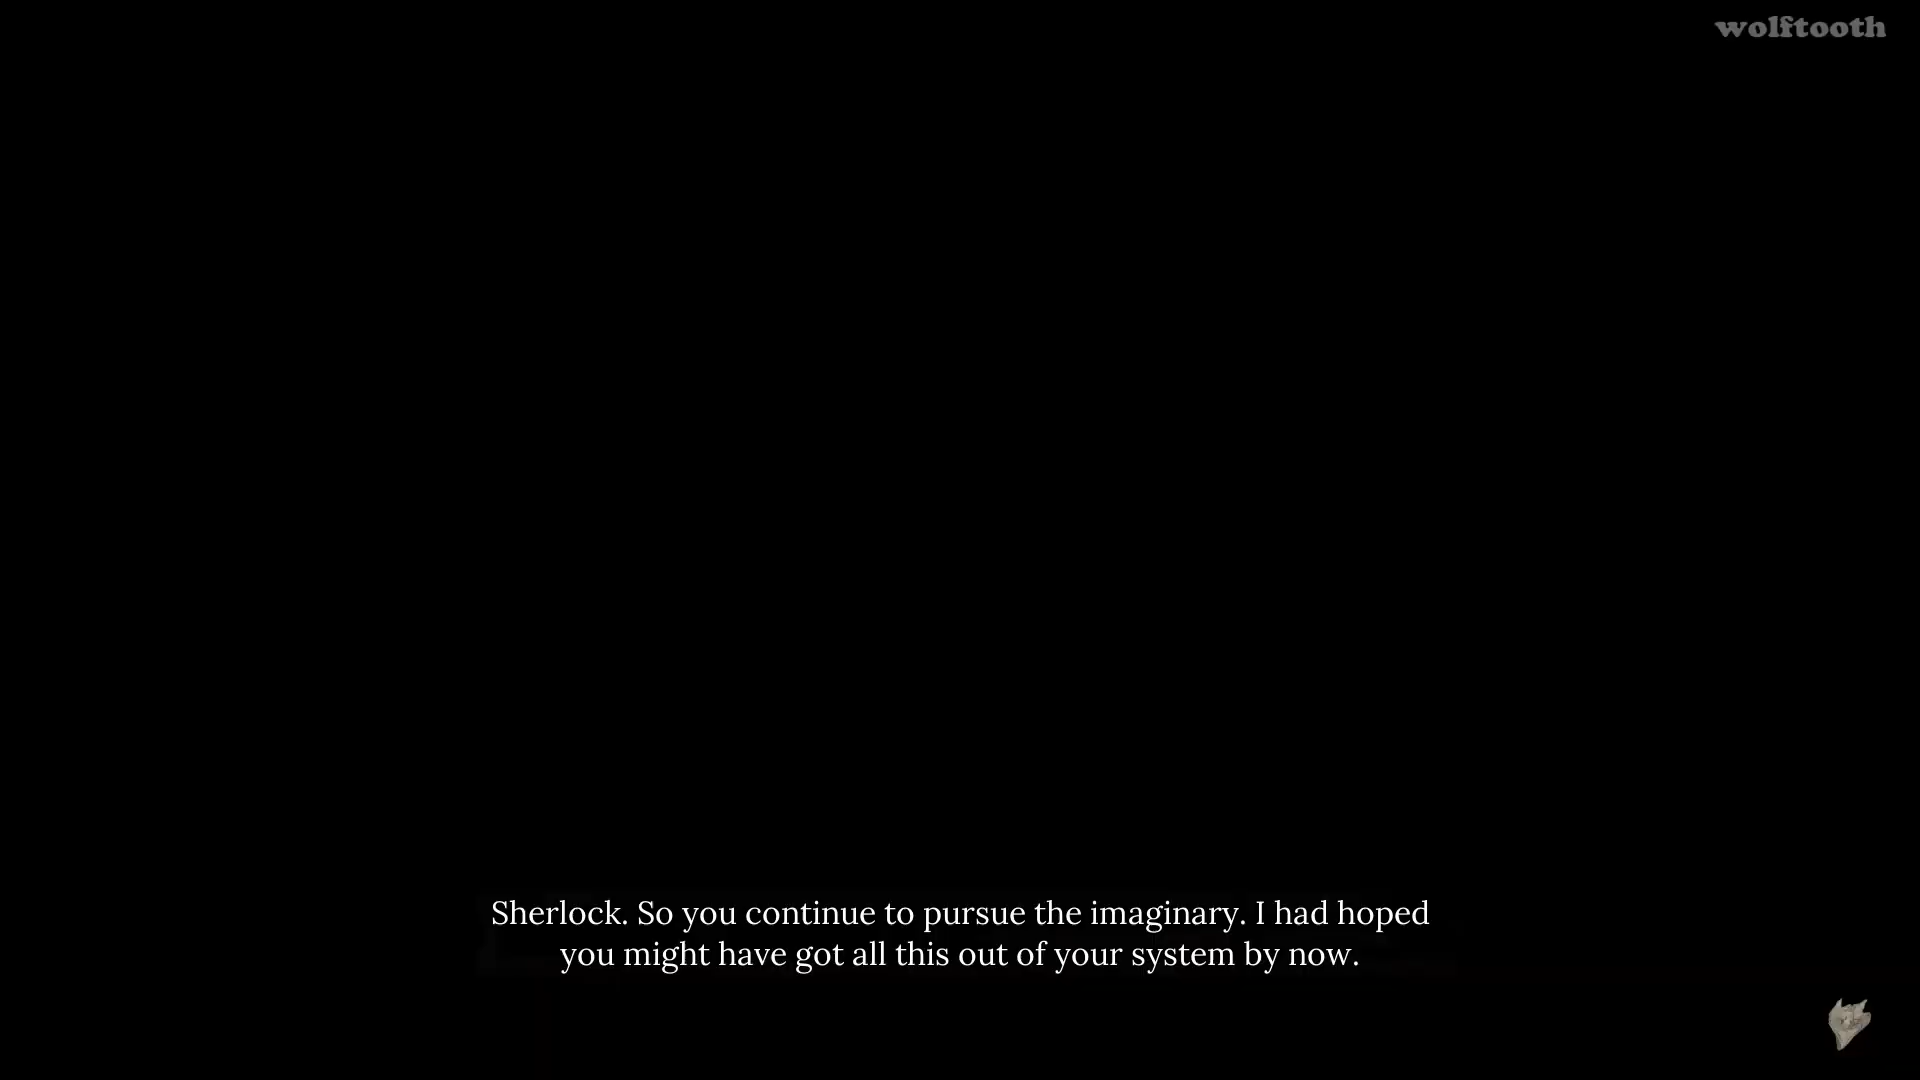 wolftooth
Sherlock. So you continue to pursue the imaginary. I had hoped
you might have got all this out of your system by now.